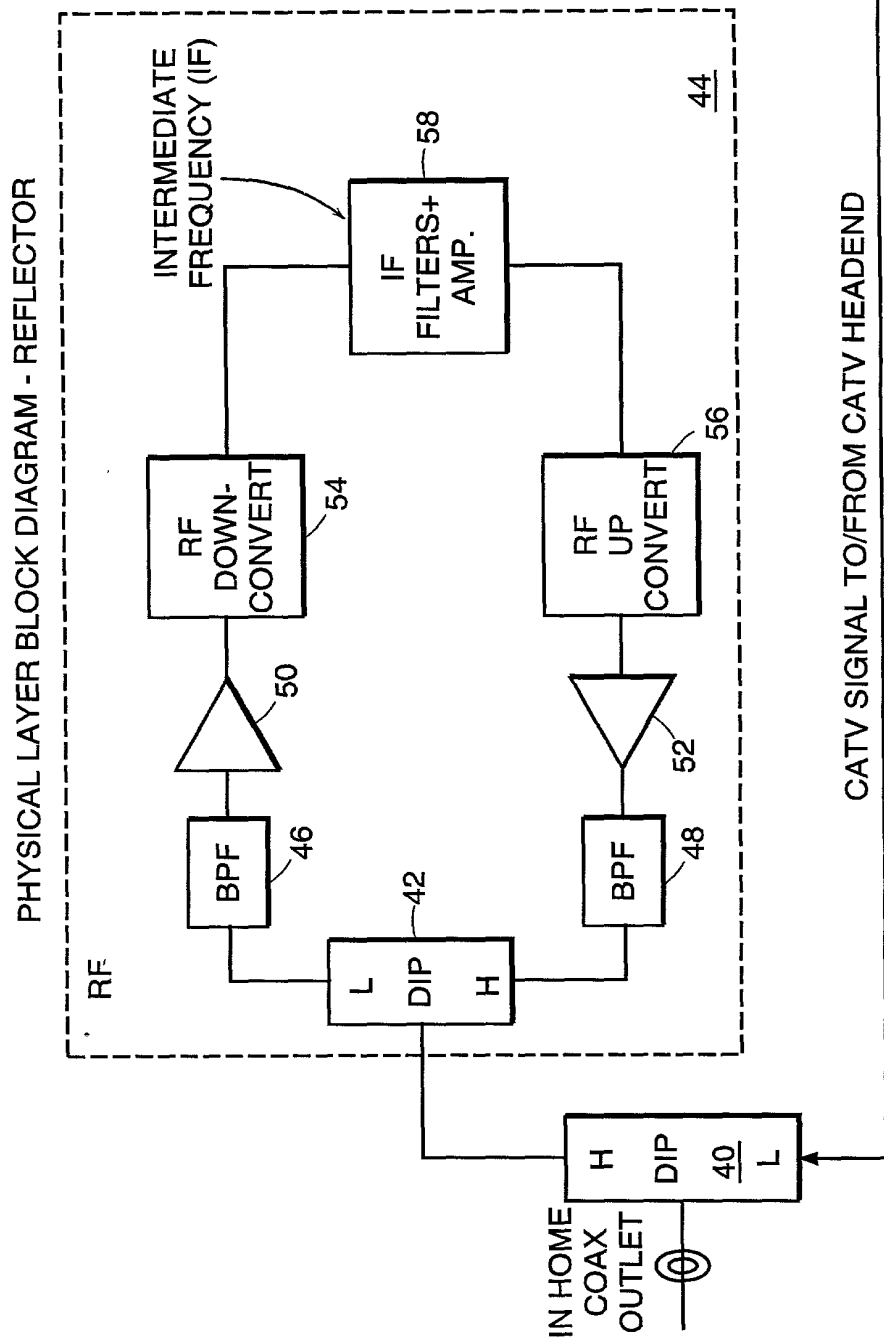 PHYSICAL LAYER BLOCK DIAGRAM - REFLECTOR
RF
INTERMEDIATE
FREQUENCY (IF)
BPF
46
50
RF
DOWN-
CONVERT
54
IF
FILTERS+
AMP.
58
L
DIP
H
42
BPF
48
52
RF
UP
CONVERT
56
44
H
DIP
40
L
IN HOME
COAX
OUTLET
CATV SIGNAL TO/FROM CATV HEADEND